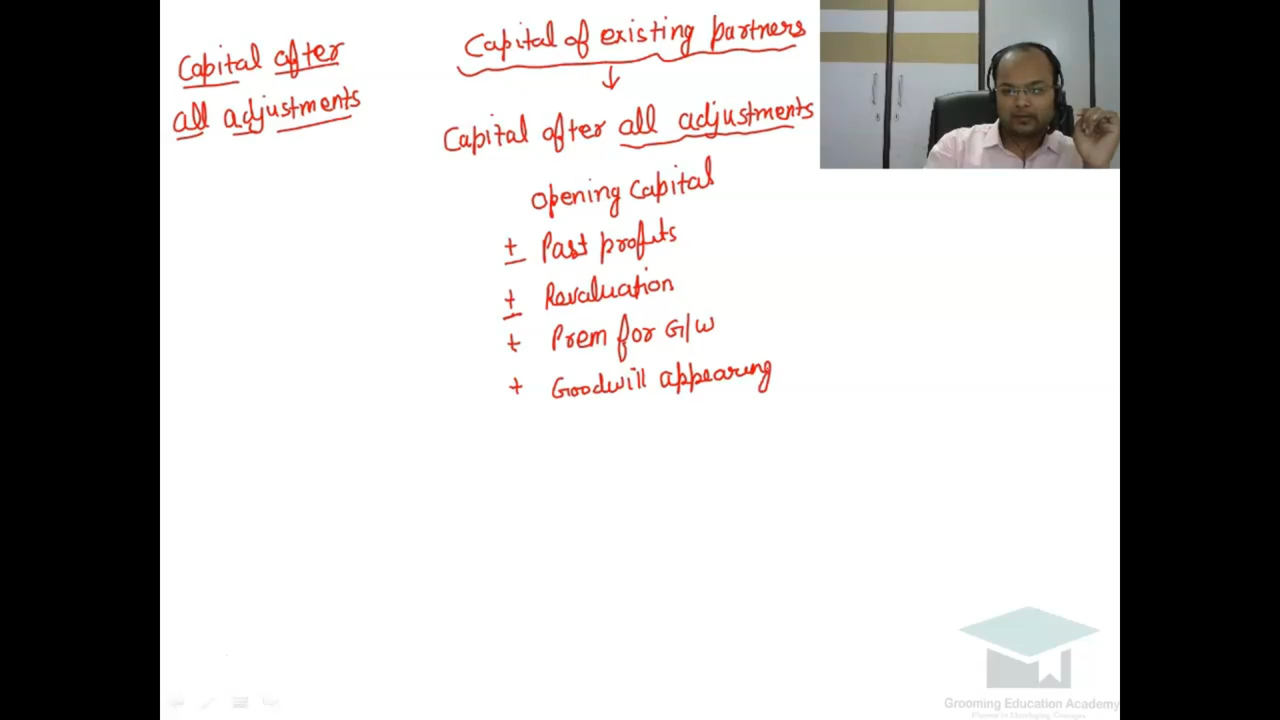 Capital after
all adjustments
Capital of existing partners
↓
Capital after all adjustments
Opening Capital
± Past profits
± Revaluation
+ Prem for G/W
+ Goodwill appearing
Grooming Education Academy